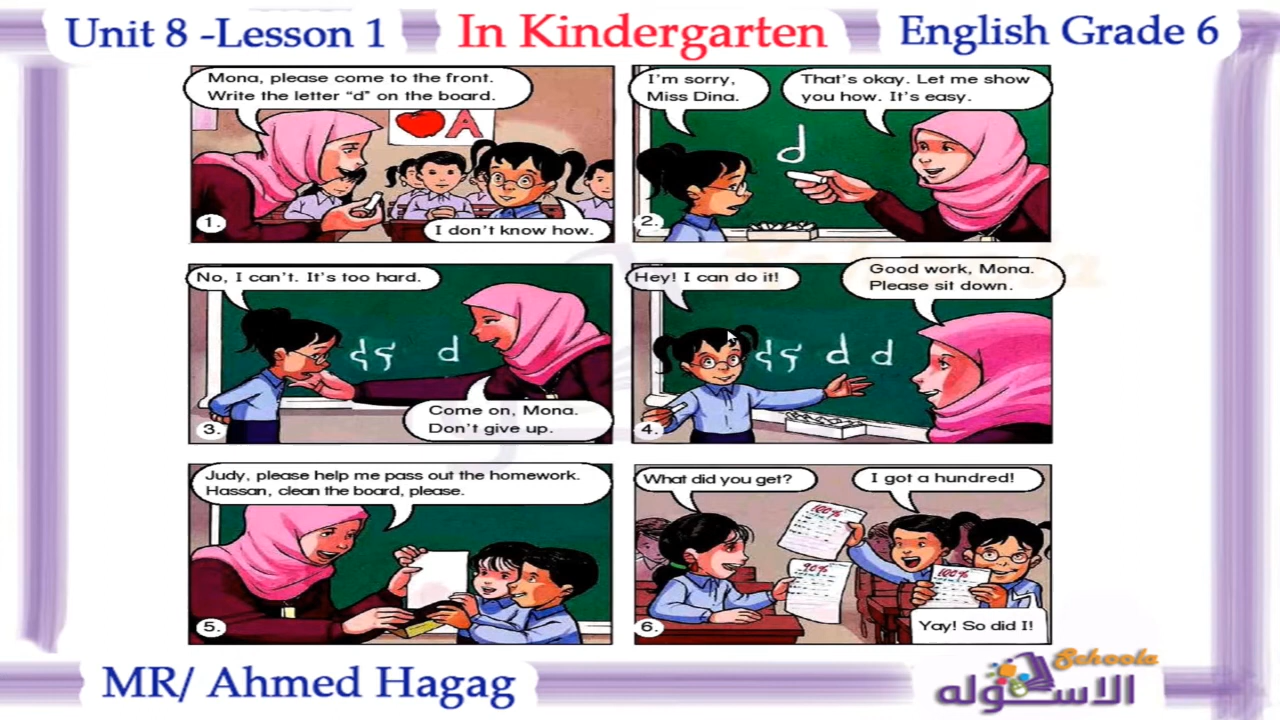 Unit 8 -Lesson 1
In Kindergarten
English Grade 6
Mona, please come to the front.
Write the letter “d” on the board.
A
I don't know how.
1.
I'm sorry,
Miss Dina.
That's okay. Let me show
you how. It's easy.
d
2.
No, I can't. It's too hard.
d
Come on, Mona.
Don't give up.
3.
Hey! I can do it!
Good work, Mona.
Please sit down.
d d
4.
Judy, please help me pass out the homework.
Hassan, clean the board, please.
5.
What did you get?
I got a hundred!
100%
90%
100%
Yay! So did I!
6.
MR/ Ahmed Hagag
Schoola
الاسكوله